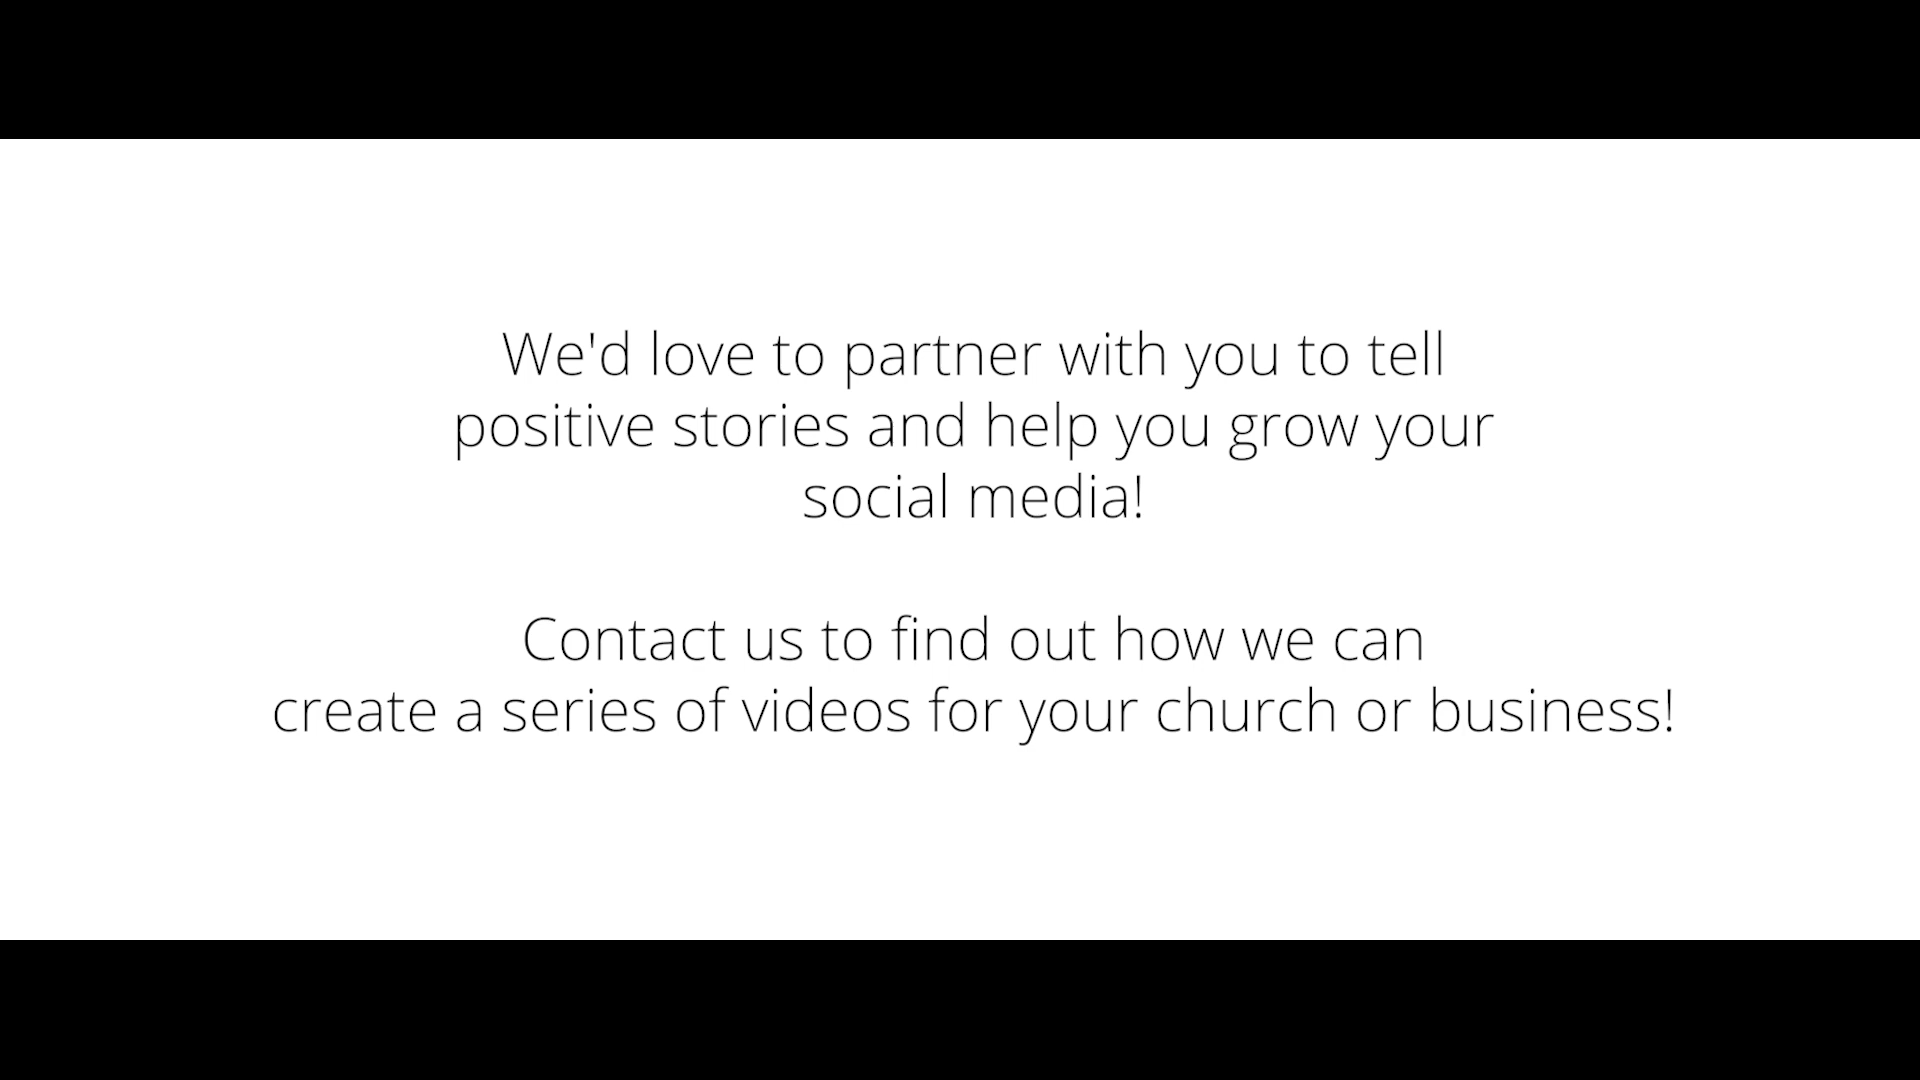 We'd love to partner with you to tell
positive stories and help you grow your
social media!
Contact us to find out how we can
create a series of videos for your church or business!